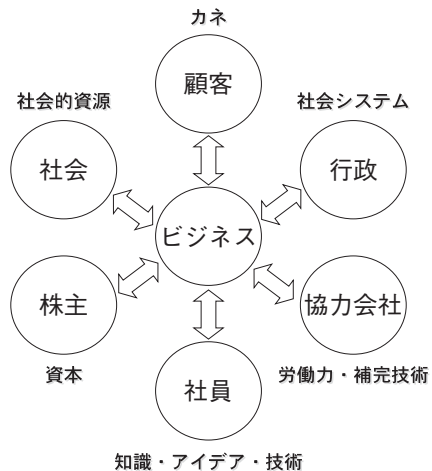 カネ
顧客
社会的資源
社会システム
社会
行政
ビジネス
株主
協力会社
資本
労働力・補完技術
社員
知識・アイデア・技術